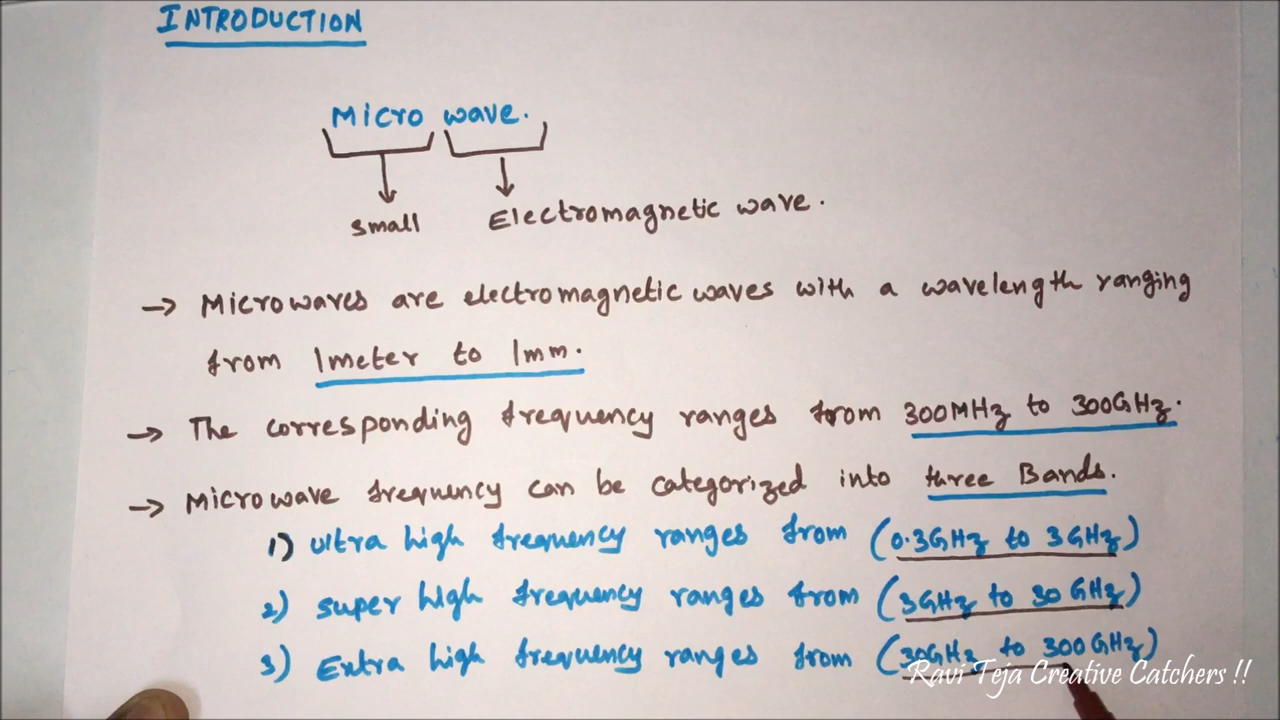 INTRODUCTION
Micro wave.
small Electromagnetic wave.
→ Microwaves are electromagnetic waves with a wavelength ranging
from 1meter to 1mm.
→ The corresponding frequency ranges from 300MHz to 300GHz.
→ Microwave frequency can be categorized into three Bands.
1) Ultra high frequency ranges from (0.3GHz to 3GHz)
2) Super high frequency ranges from (3GHz to 30GHz)
3) Extra high frequency ranges from (30GHz to 300GHz)
Ravi Teja Creative Catchers !!